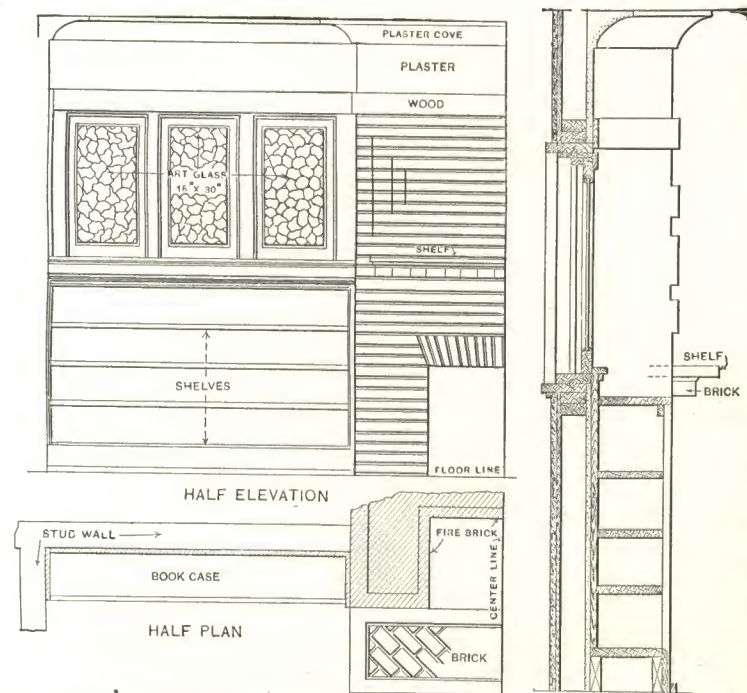 PLASTER COVE
PLASTER
WOOD
ART GLASS
16" X 30"
SHELF
SHELVES
FLOOR LINE
HALF ELEVATION
SHELF
BRICK
STUD WALL
FIRE BRICK
CENTER LINE
BOOK CASE
HALF PLAN
BRICK